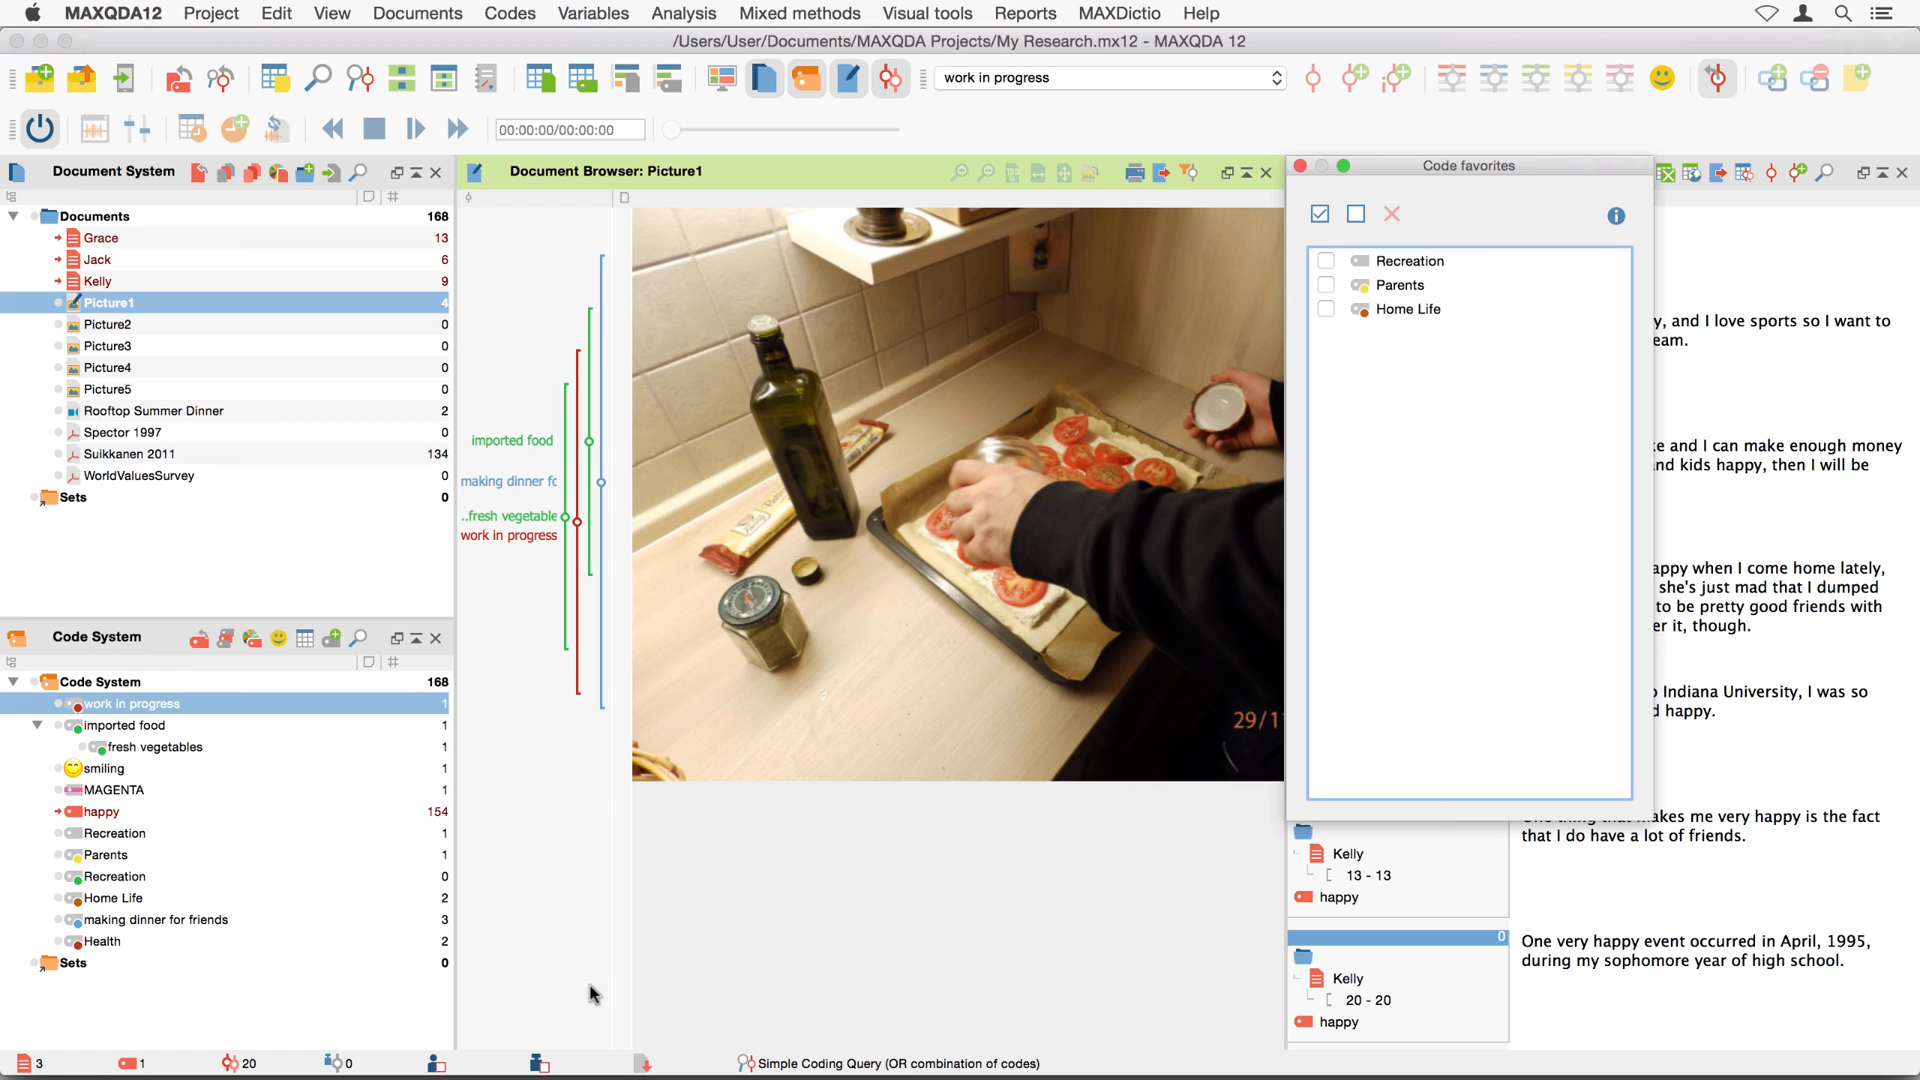 MAXQDA12 Project Edit View Documents Codes Variables Analysis Mixed methods Visual tools Reports MAXDictio Help
/Users/User/Documents/MAXQDA Projects/My Research.mx12 - MAXQDA 12
work in progress
00:00:00/00:00:00
Document System
Documents 168
Grace 13
Jack 6
Kelly 9
Picture1 4
Picture2 0
Picture3 0
Picture4 0
Picture5 0
Rooftop Summer Dinner 2
Spector 1997 0
Suikkanen 2011 134
WorldValuesSurvey 0
Sets 0
Code System
Code System 168
work in progress 1
imported food 1
fresh vegetables 1
smiling 1
MAGENTA 1
happy 154
Recreation 1
Parents 1
Recreation 0
Home Life 2
making dinner for friends 3
Health 2
Sets 0
Document Browser: Picture1
imported food
making dinner fo
..fresh vegetable
work in progress
29/1
Code favorites
Recreation
Parents
Home Life
y, and I love sports so I want to
eam.
ke and I can make enough money
nd kids happy, then I will be
appy when I come home lately,
she's just mad that I dumped
to be pretty good friends with
er it, though.
o Indiana University, I was so
d happy.
akes me very happy is the fact
that I do have a lot of friends.
Kelly
13 - 13
happy
0
Kelly
20 - 20
happy
One very happy event occurred in April, 1995,
during my sophomore year of high school.
3 1 20 0 Simple Coding Query (OR combination of codes)